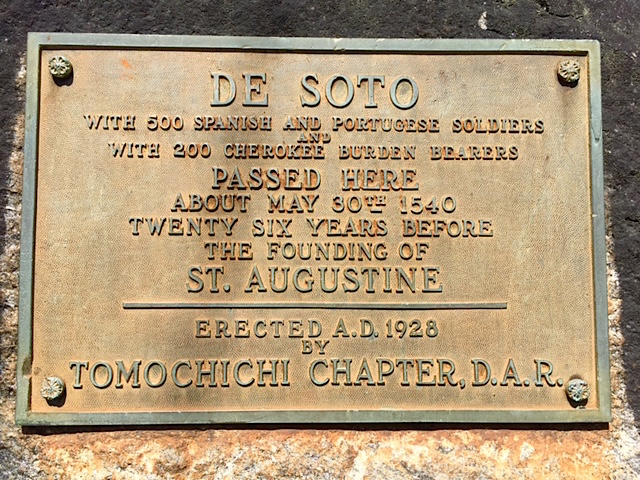 DE SOTO
WITH 500 SPANISH AND PORTUGESE SOLDIERS
AND
WITH 200 CHEROKEE BURDEN BEARERS
PASSED HERE
ABOUT MAY 30TH 1540
TWENTY SIX YEARS BEFORE
THE FOUNDING OF
ST. AUGUSTINE
ERECTED A.D. 1928
BY
TOMOCHICHI CHAPTER, D.A.R.